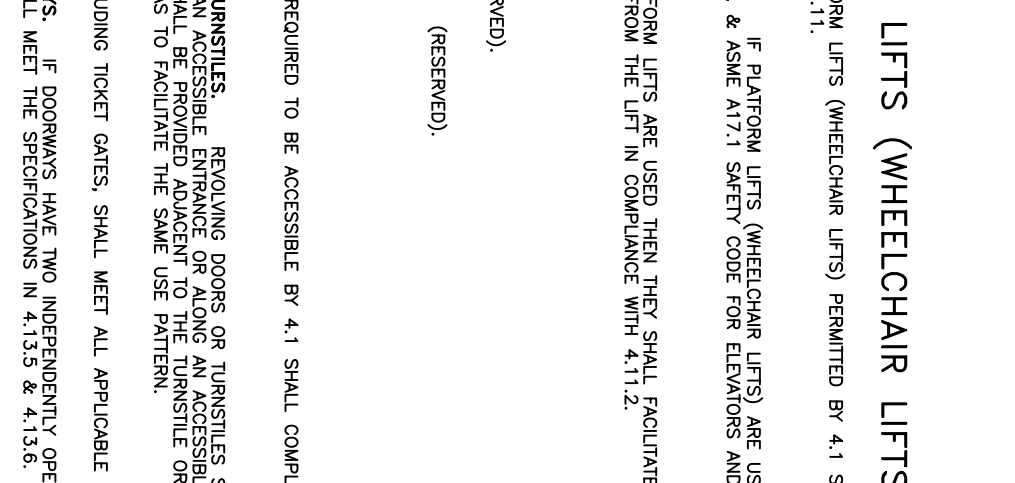 LIFTS (WHEELCHAIR LIFTS
ORM LIFTS (WHEELCHAIR LIFTS) PERMITTED BY 4.1 S
.11.
IF PLATFORM LIFTS (WHEELCHAIR LIFTS) ARE US
, & ASME A17.1 SAFETY CODE FOR ELEVATORS AND
FORM LIFTS ARE USED THEN THEY SHALL FACILITATE
FROM THE LIFT IN COMPLIANCE WITH 4.11.2.
RVED).
(RESERVED).
REQUIRED TO BE ACCESSIBLE BY 4.1 SHALL COMPL
URNSTILES. REVOLVING DOORS OR TURNSTILES S
AN ACCESSIBLE ENTRANCE OR ALONG AN ACCESSIBL
HALL BE PROVIDED ADJACENT TO THE TURNSTILE OR
AS TO FACILITATE THE SAME USE PATTERN.
UDING TICKET GATES, SHALL MEET ALL APPLICABLE
YS. IF DOORWAYS HAVE TWO INDEPENDENTLY OPE
LL MEET THE SPECIFICATIONS IN 4.13.5 & 4.13.6.